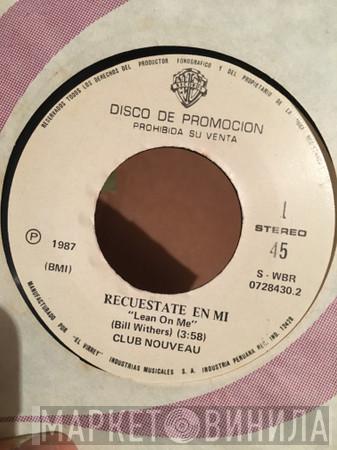 RESERVADOS TODOS LOS DERECHOS DEL PRODUCTOR FONOGRAFICO Y DEL PROPIETARIO DE LA
DISCO DE PROMOCION
PROHIBIDA SU VENTA
1
STEREO
45
S - WBR
0728430.2
P 1987
(BMI)
RECUESTATE EN MI
"Lean On Me"
(Bill Withers) (3:58)
CLUB NOUVEAU
MANUFACTURADO POR "EL VIRREY" INDUSTRIAS MUSICALES S. A. INDUSTRIA PERUANA REG. IND.
МАРКЕТ ВИНИЛА